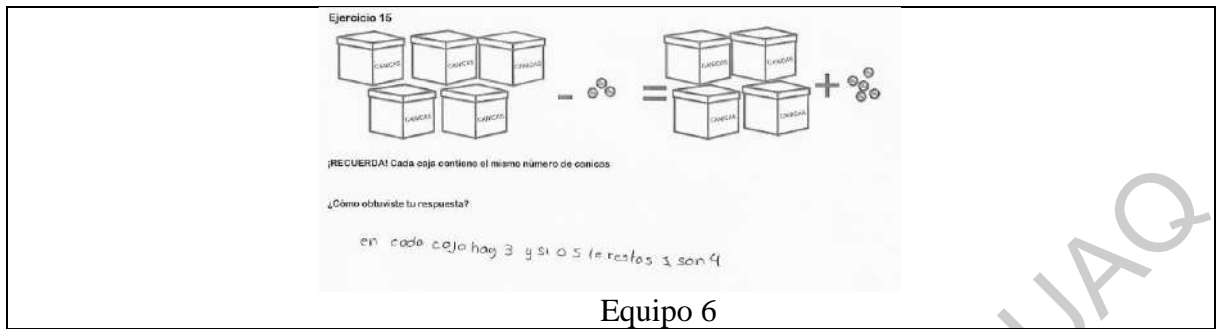 Ejercicio 15
CANICAS CANICAS CANICAS CANICAS CANICAS
CANICAS CANICAS - = + CANICAS CANICAS
¡RECUERDA! Cada caja contiene el mismo número de canicas
¿Cómo obtuviste tu respuesta?
en cada caja hay 3 y si a 5 le restas 1 son 4
Equipo 6
UAQ